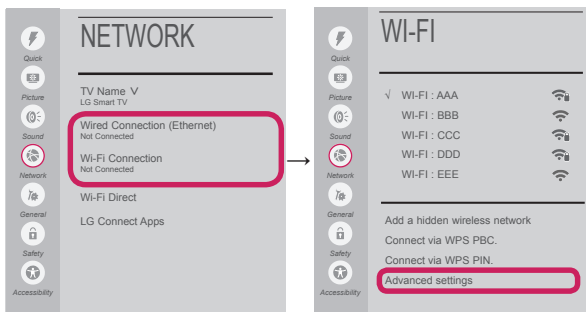 NETWORK
Quick
Picture
Sound
Network
General
Safety
Accessibility
TV Name ∨
LG Smart TV
Wired Connection (Ethernet)
Not Connected
Wi-Fi Connection
Not Connected
Wi-Fi Direct
LG Connect Apps
→
WI-FI
Quick
Picture
Sound
Network
General
Safety
Accessibility
√ WI-FI : AAA
WI-FI : BBB
WI-FI : CCC
WI-FI : DDD
WI-FI : EEE
Add a hidden wireless network
Connect via WPS PBC.
Connect via WPS PIN.
Advanced settings